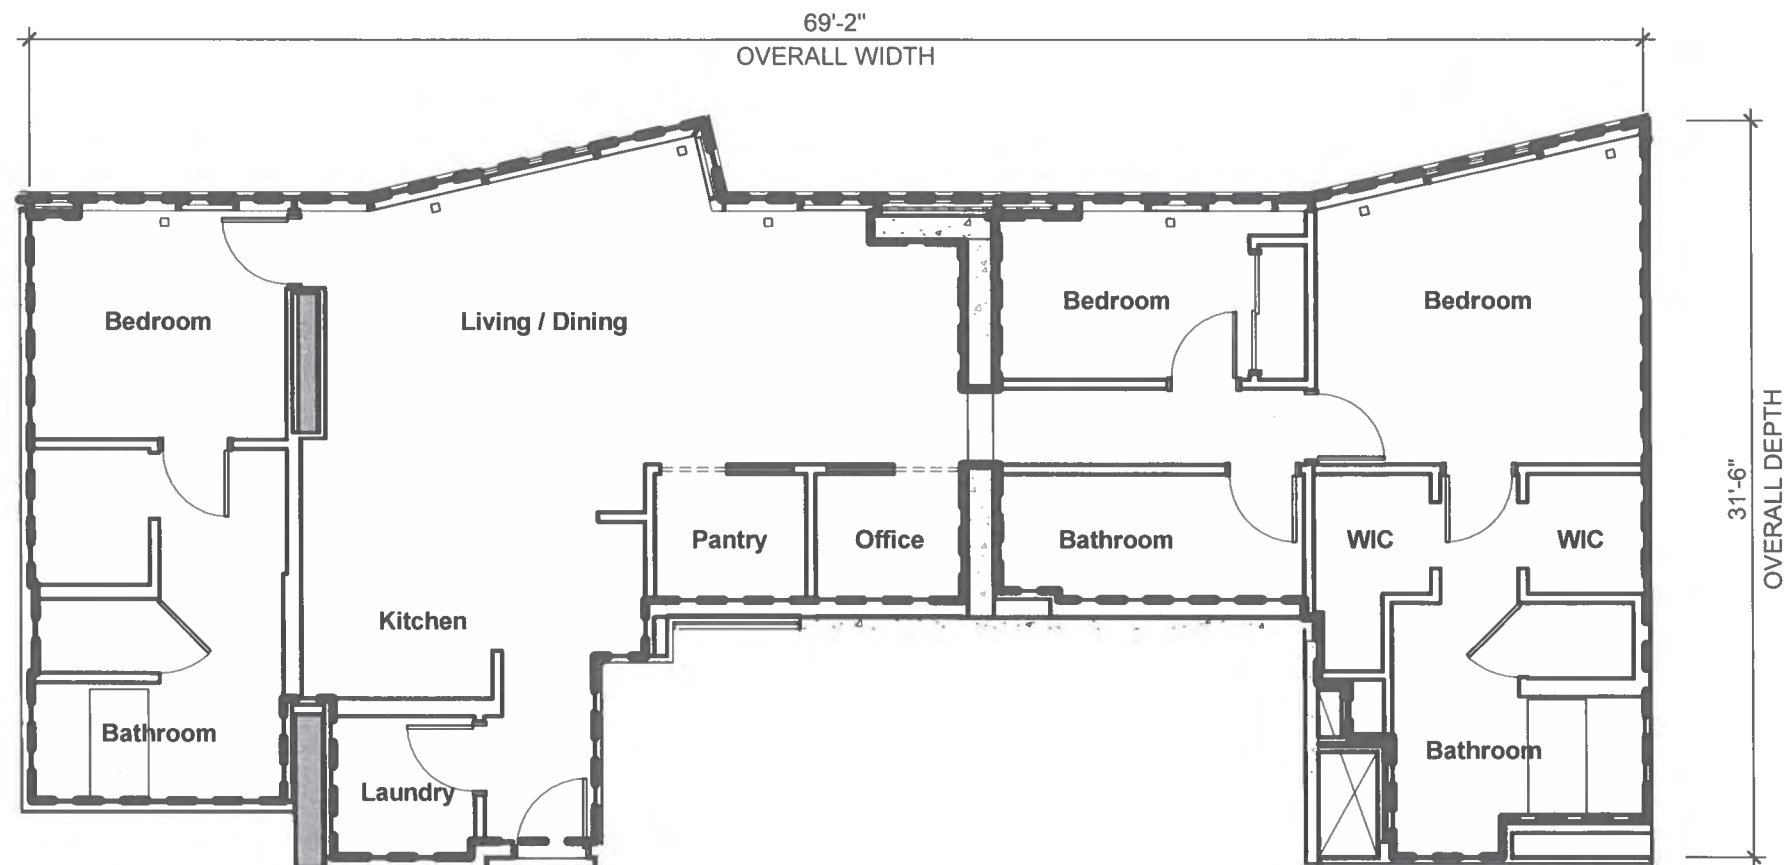 69'-2"
OVERALL WIDTH
Bedroom
Living / Dining
Bedroom
Bedroom
31'-6"
OVERALL DEPTH
Pantry
Office
Bathroom
WIC
WIC
Kitchen
Bathroom
Laundry
Bathroom